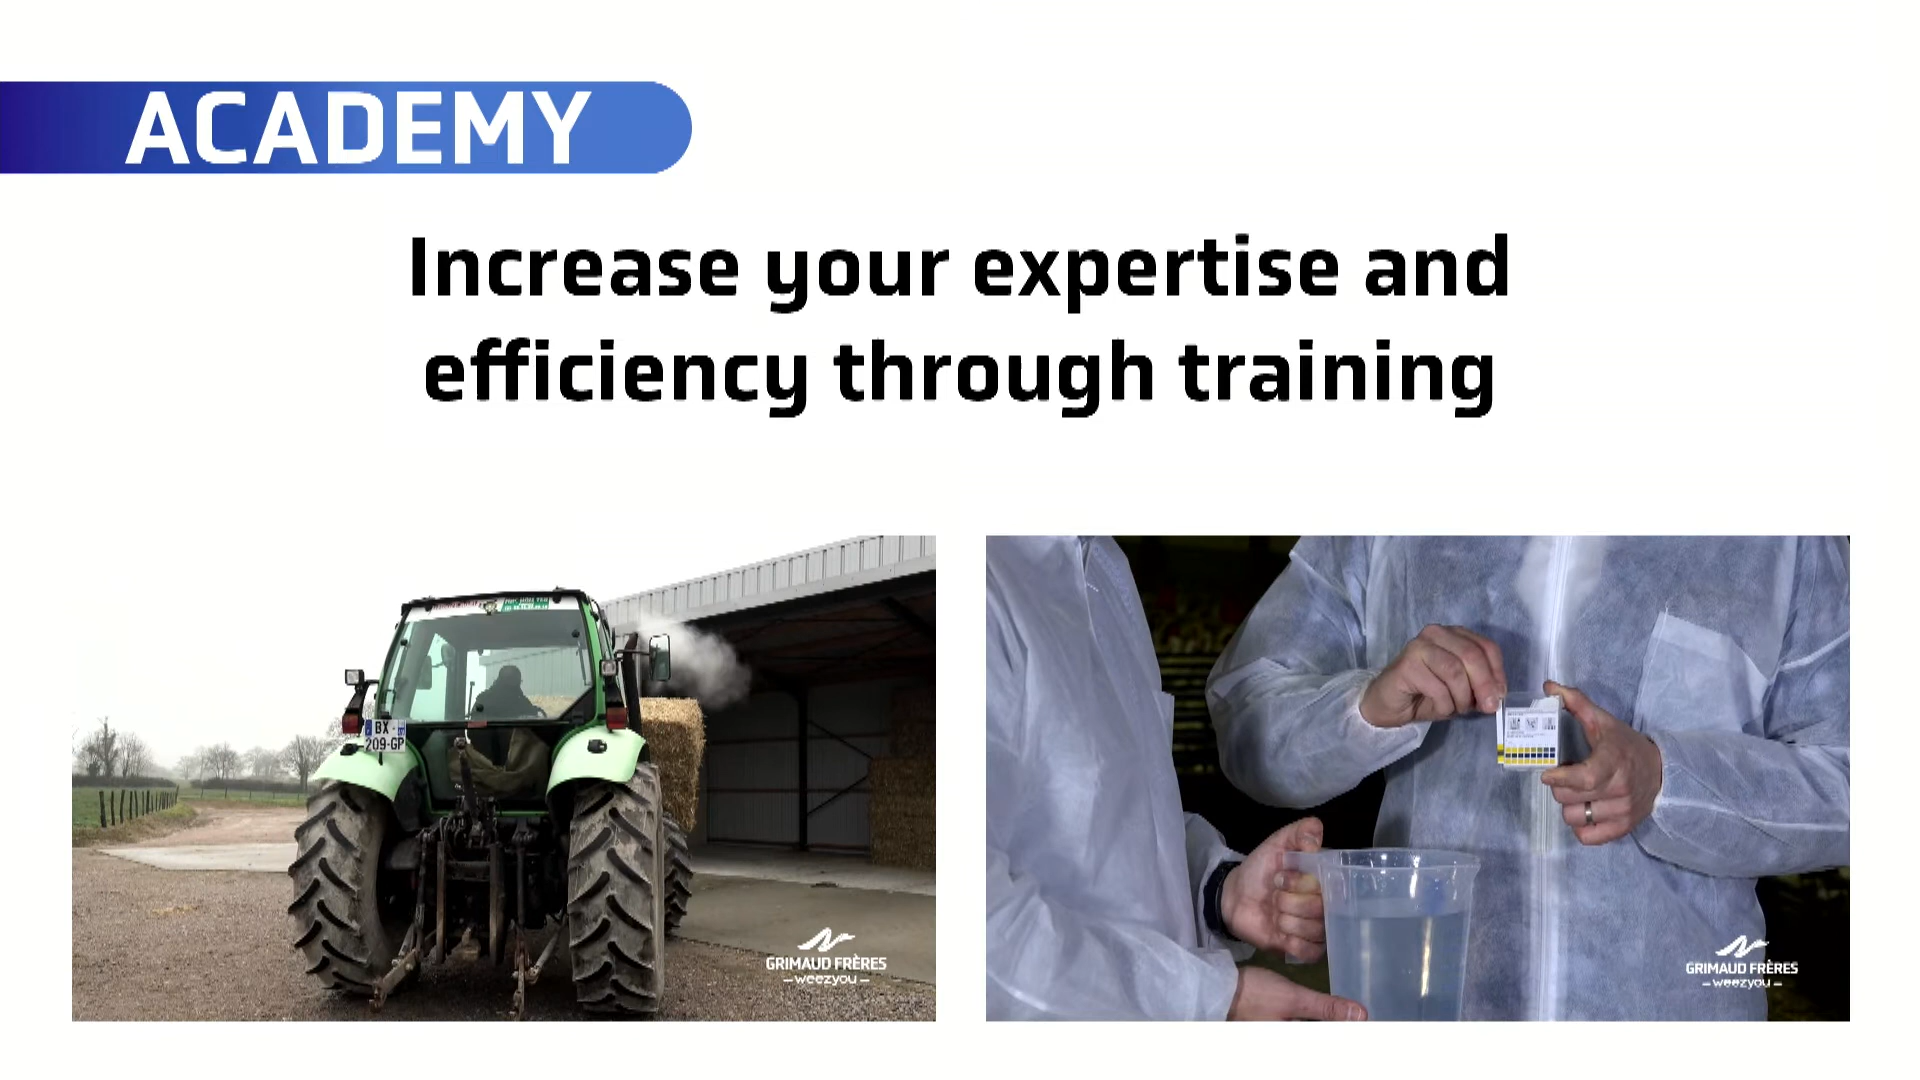 ACADEMY
Increase your expertise and
efficiency through training
BX -
209-GP
GRIMAUD FRÈRES
weezyou
GRIMAUD FRÈRES
weezyou